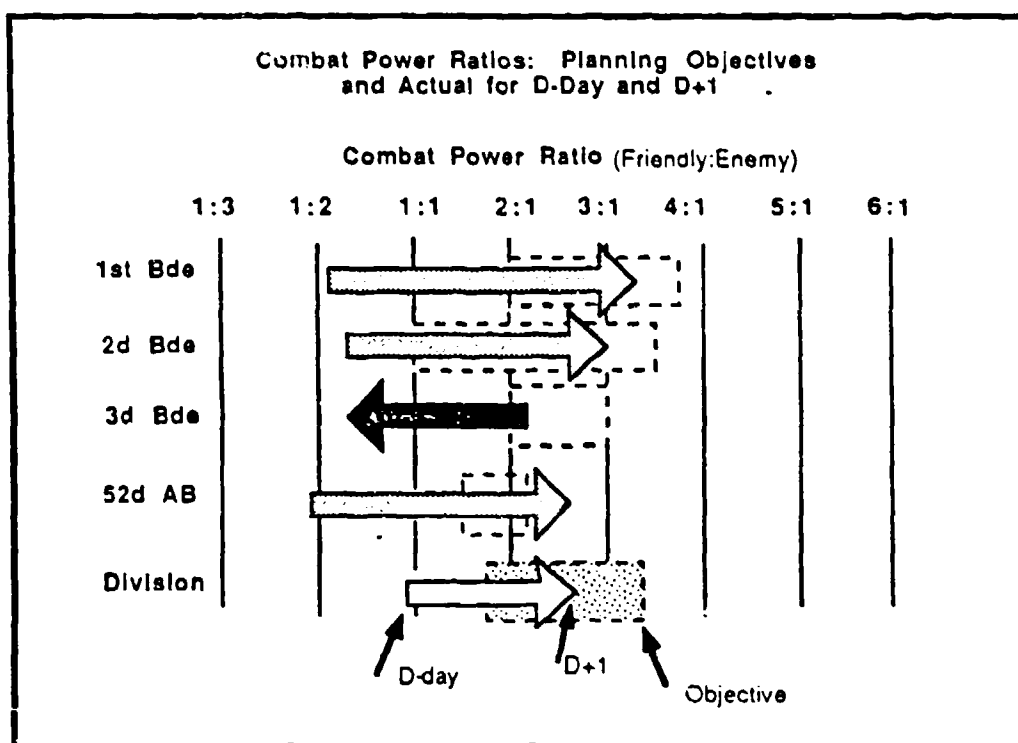 Combat Power Ratios: Planning Objectives
and Actual for D-Day and D+1
Combat Power Ratio (Friendly:Enemy)
1:3 1:2 1:1 2:1 3:1 4:1 5:1 6:1
1st Bde
2d Bde
3d Bde
52d AB
Division
D-day
D+1
Objective